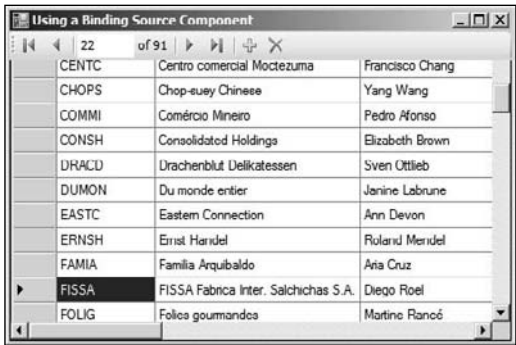 Using a Binding Source Component
22 of 91
CENTC Centro comercial Moctezuma Francisco Chang
CHOPS Chop-suey Chinese Yang Wang
COMMI Comércio Mineiro Pedro Afonso
CONSH Consolidated Holdings Elizabeth Brown
DRACD Drachenblut Delikatessen Sven Ottlieb
DUMON Du monde entier Janine Labrune
EASTC Eastern Connection Ann Devon
ERNSH Ernst Handel Roland Mendel
FAMIA Familia Arquibaldo Aria Cruz
FISSA FISSA Fabrica Inter. Salchichas S.A. Diego Roel
FOLIG Folies gourmandes Martine Rancé